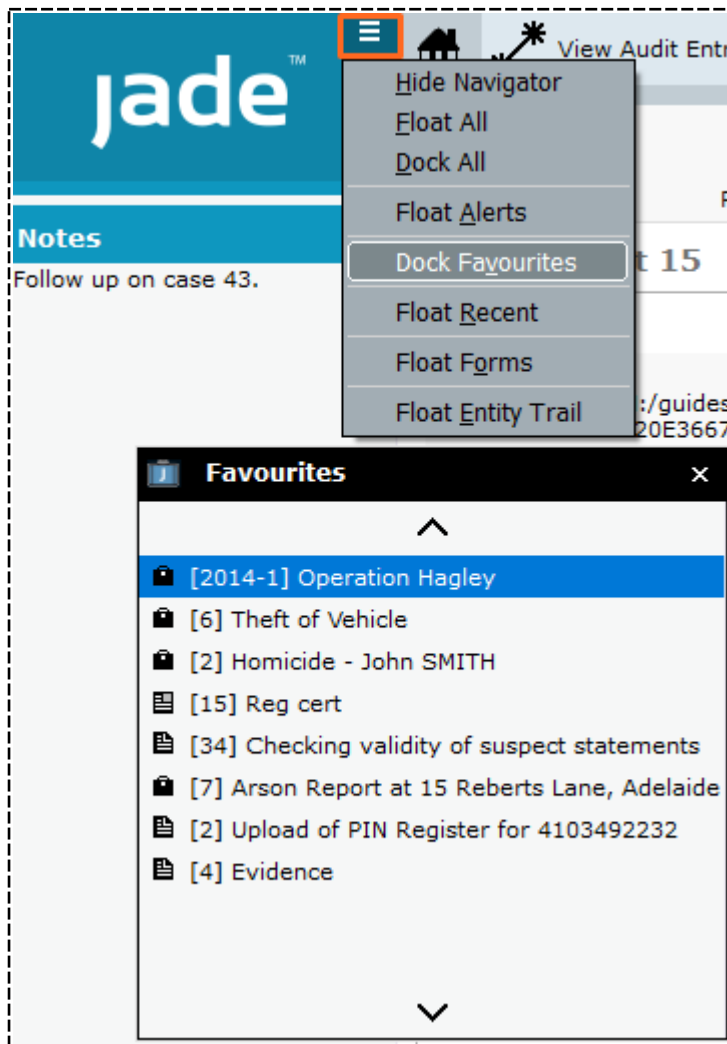 jade™
View Audit Entr
Hide Navigator
Float All
Dock All
Float Alerts
Dock Favourites
Float Recent
Float Forms
Float Entity Trail
Notes
Follow up on case 43.
t 15
:/guides
20E3667
Favourites
[2014-1] Operation Hagley
[6] Theft of Vehicle
[2] Homicide - John SMITH
[15] Reg cert
[34] Checking validity of suspect statements
[7] Arson Report at 15 Reberts Lane, Adelaide
[2] Upload of PIN Register for 4103492232
[4] Evidence